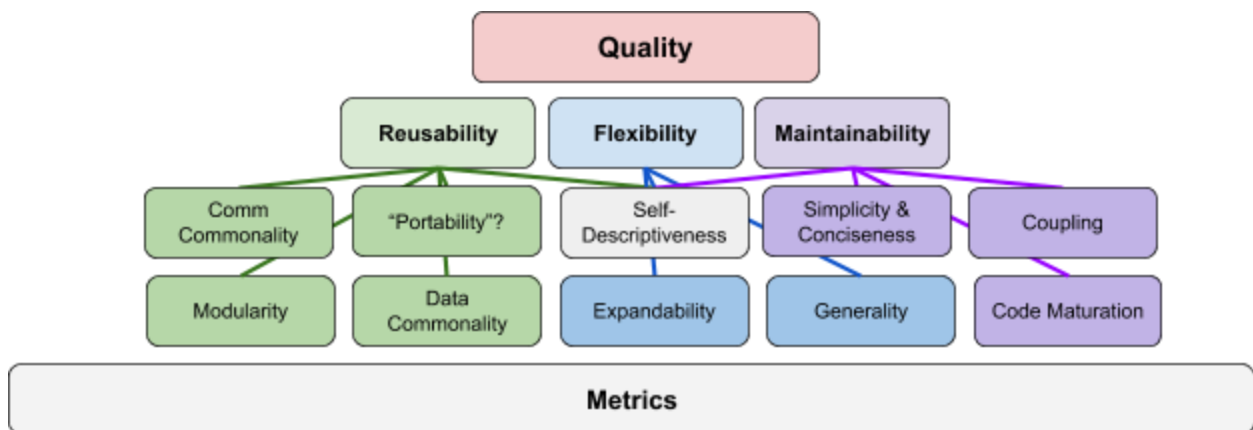 Quality
Reusability
Flexibility
Maintainability
Comm
Commonality
“Portability”?
Self-
Descriptiveness
Simplicity &
Conciseness
Coupling
Modularity
Data
Commonality
Expandability
Generality
Code Maturation
Metrics